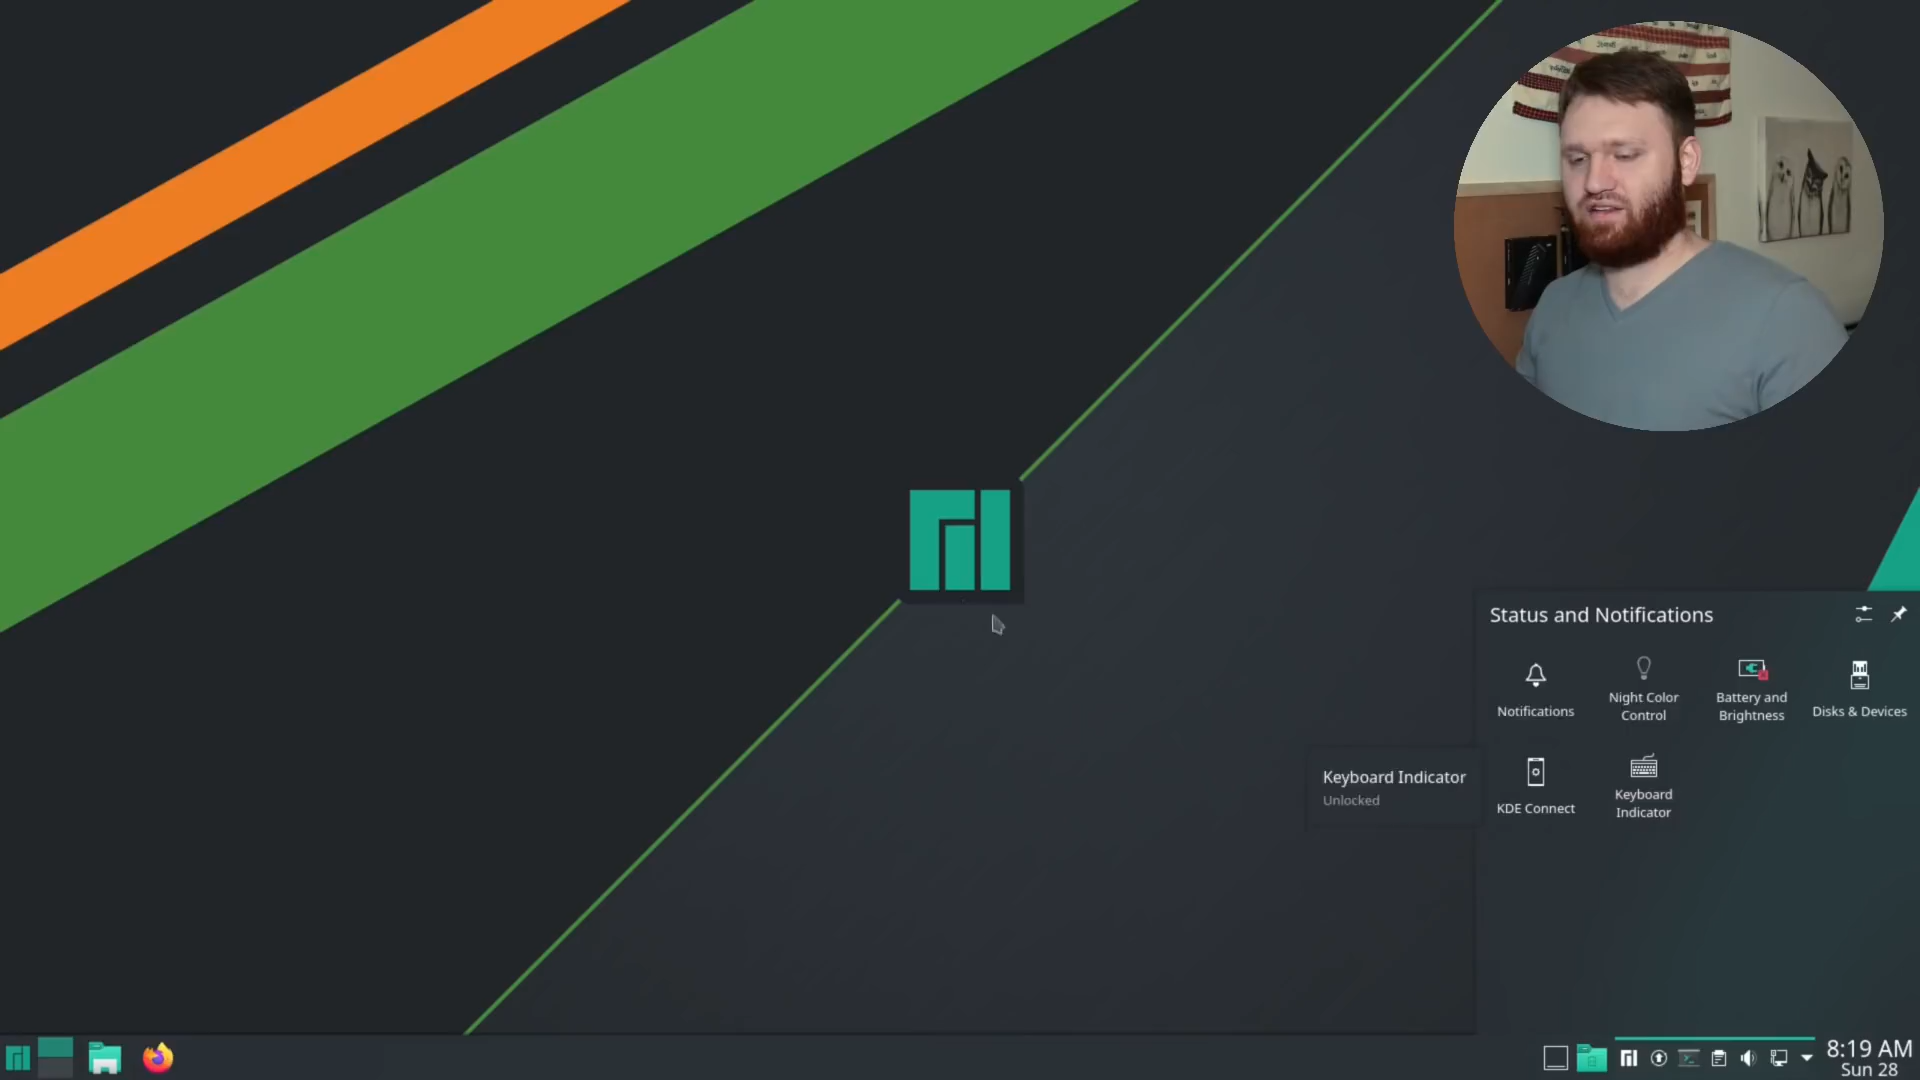 Status and Notifications
Notifications
Night Color
Control
Battery and
Brightness
Disks & Devices
Keyboard Indicator
Unlocked
KDE Connect
Keyboard
Indicator
8:19 AM
Sun 28